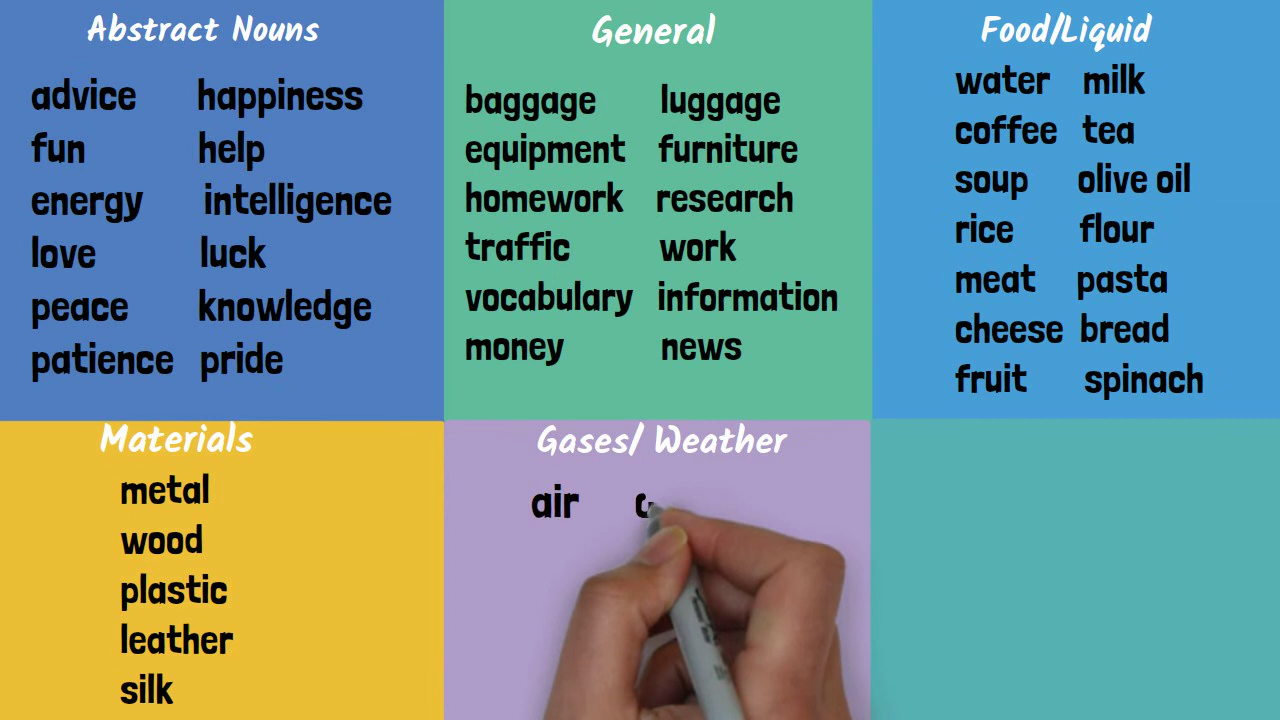 Abstract Nouns
advice happiness
fun help
energy intelligence
love luck
peace knowledge
patience pride
General
baggage luggage
equipment furniture
homework research
traffic work
vocabulary information
money news
Food/Liquid
water milk
coffee tea
soup olive oil
rice flour
meat pasta
cheese bread
fruit spinach
Materials
metal
wood
plastic
leather
silk
Gases/ Weather
air